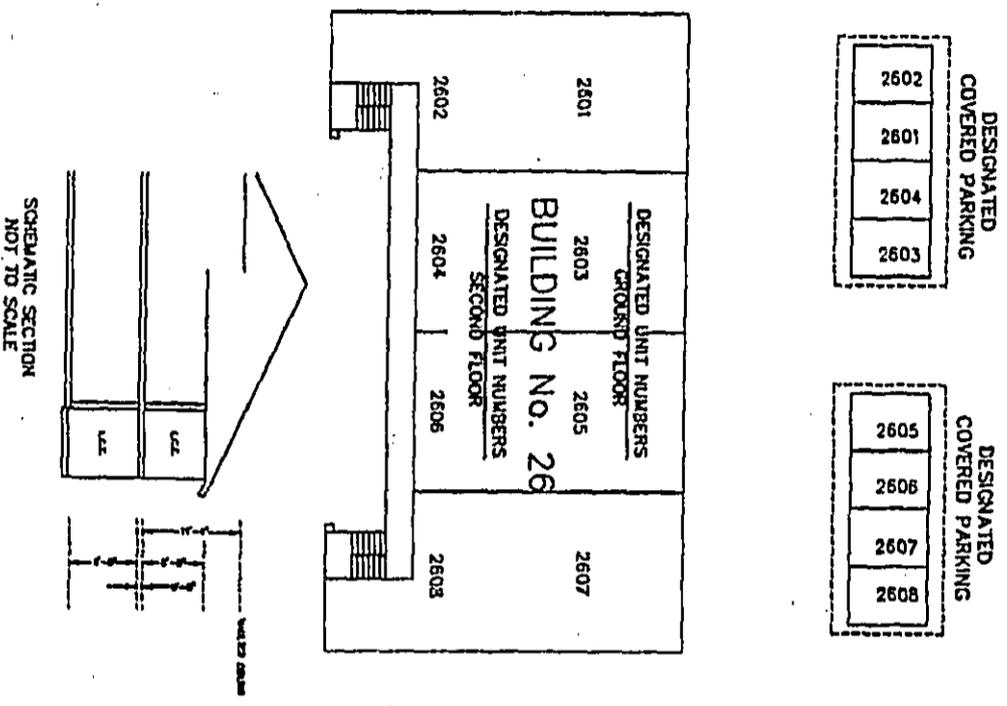 DESIGNATED
COVERED PARKING
2602
2601
2604
2603
DESIGNATED
COVERED PARKING
2605
2606
2607
2608
2601
2603
2605
2607
DESIGNATED UNIT NUMBERS
GROUND FLOOR
BUILDING No. 26
DESIGNATED UNIT NUMBERS
SECOND FLOOR
2602
2604
2606
2608
L.C.E.
L.C.E.
SCHEMATIC SECTION
NOT TO SCALE